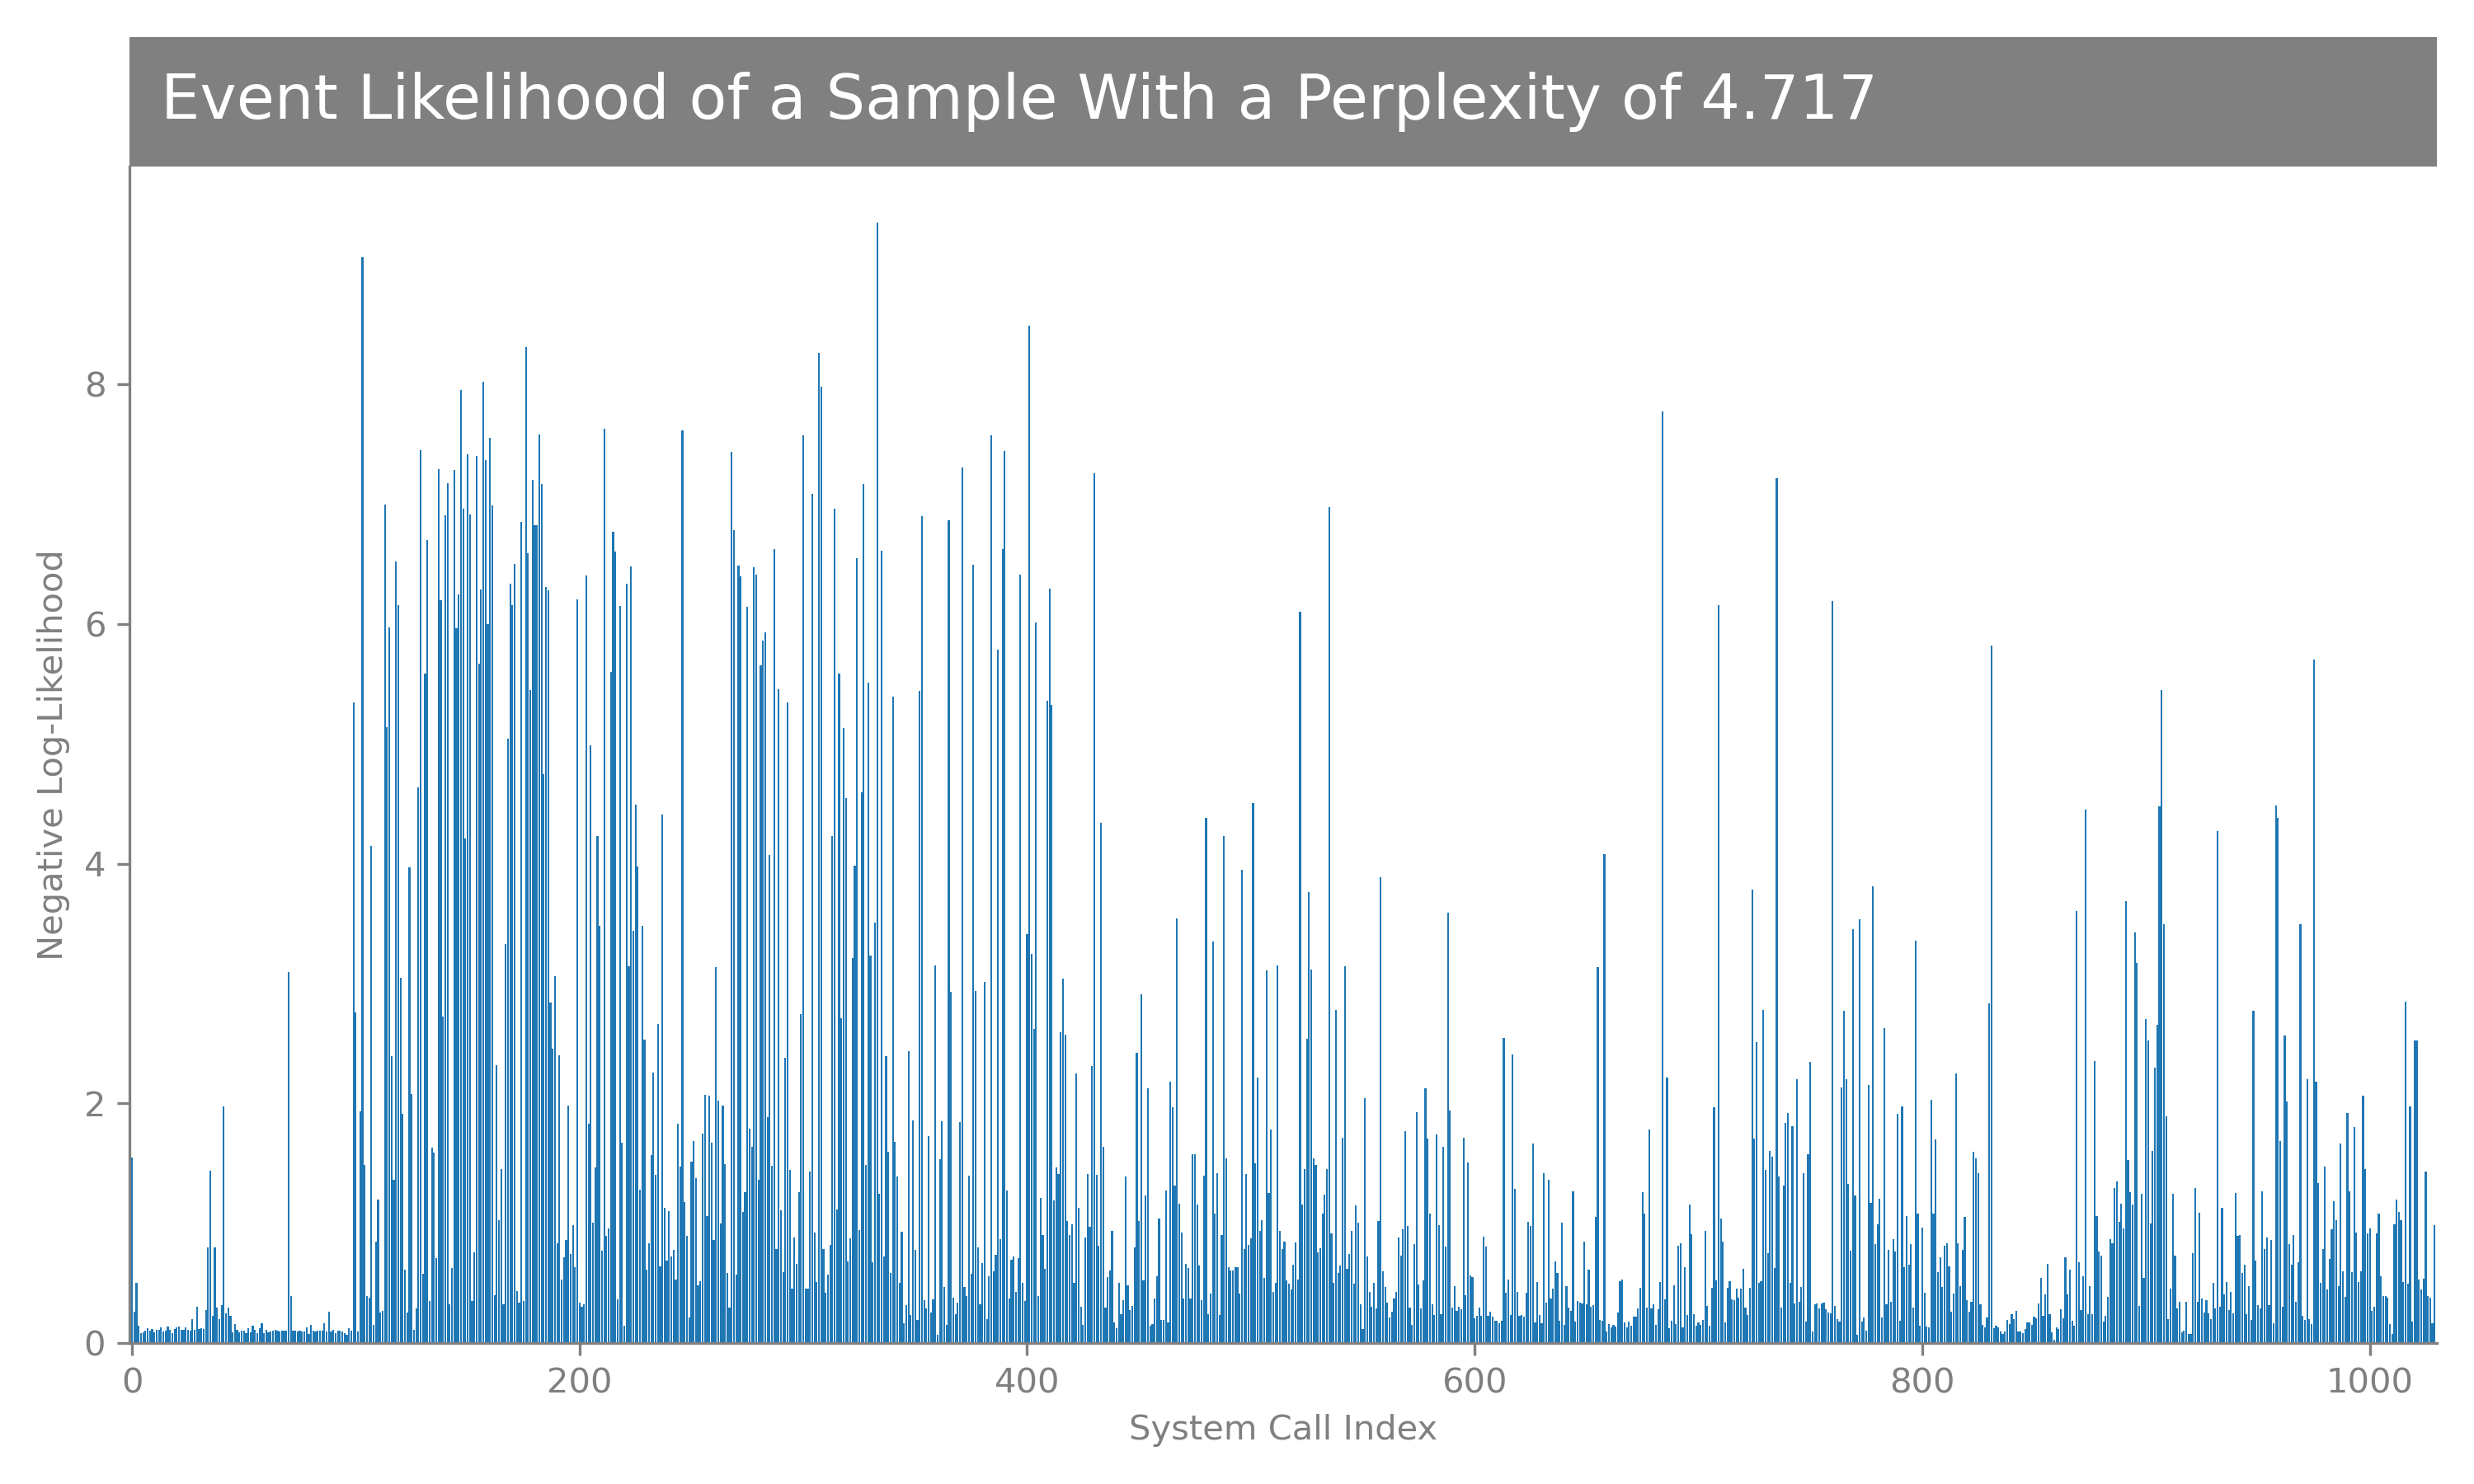 Event Likelihood of a Sample With a Perplexity of 4.717
Negative Log-Likelihood
8
6
4
2
0
0 200 400 600 800 1000
System Call Index